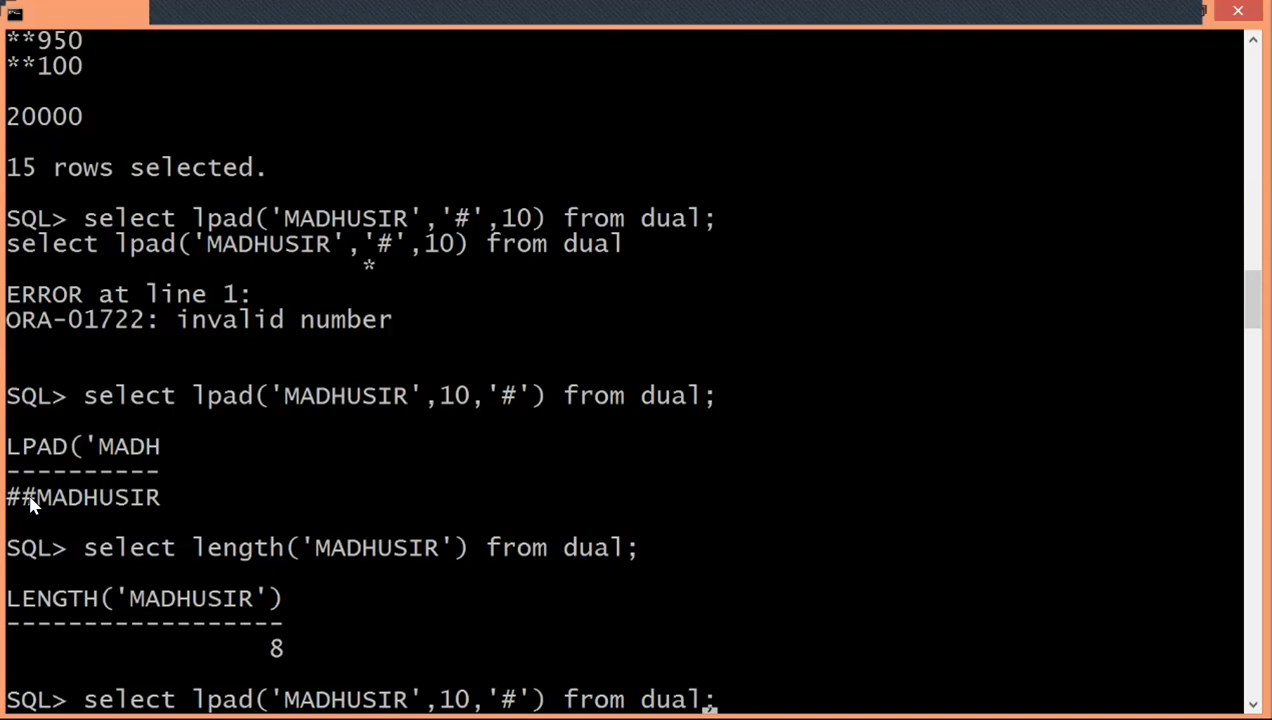 **950
**100
20000
15 rows selected.
SQL> select lpad('MADHUSIR','#',10) from dual;
select lpad('MADHUSIR','#',10) from dual
*
ERROR at line 1:
ORA-01722: invalid number
SQL> select lpad('MADHUSIR',10,'#') from dual;
LPAD('MADH
----------
##MADHUSIR
SQL> select length('MADHUSIR') from dual;
LENGTH('MADHUSIR')
------------------
8
SQL> select lpad('MADHUSIR',10,'#') from dual;